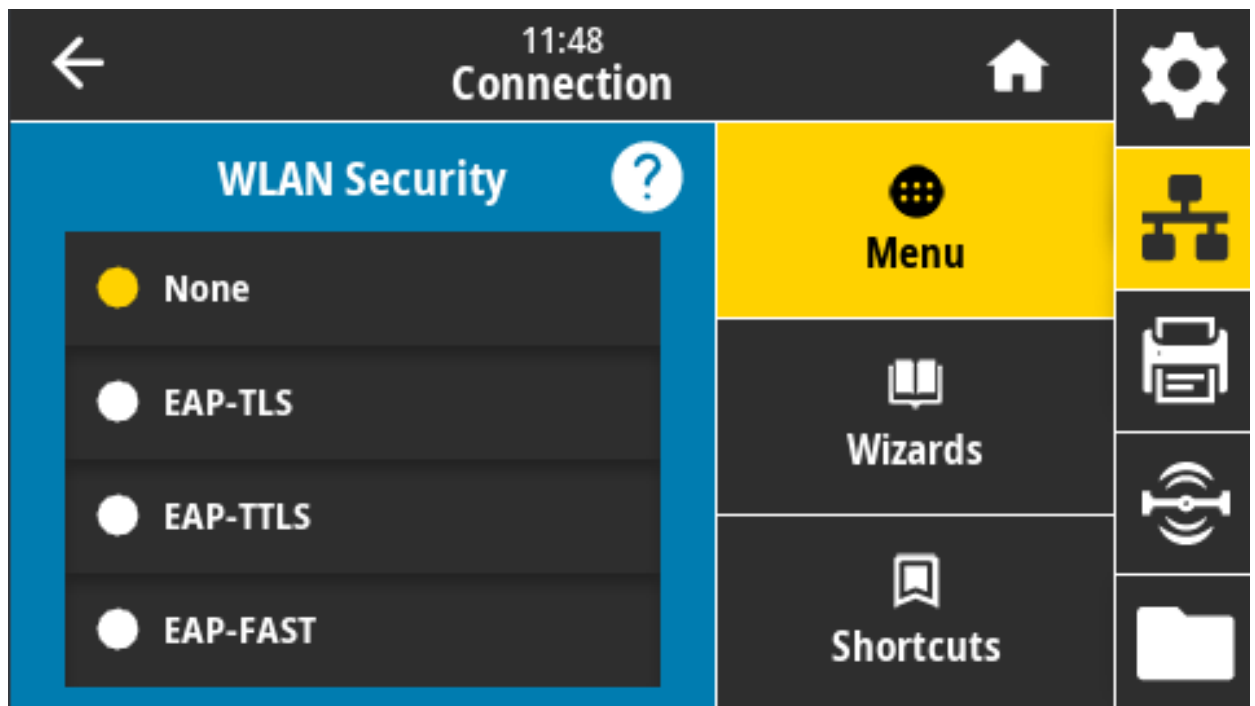 11:48
Connection
WLAN Security
?
None
EAP-TLS
EAP-TTLS
EAP-FAST
Menu
Wizards
Shortcuts